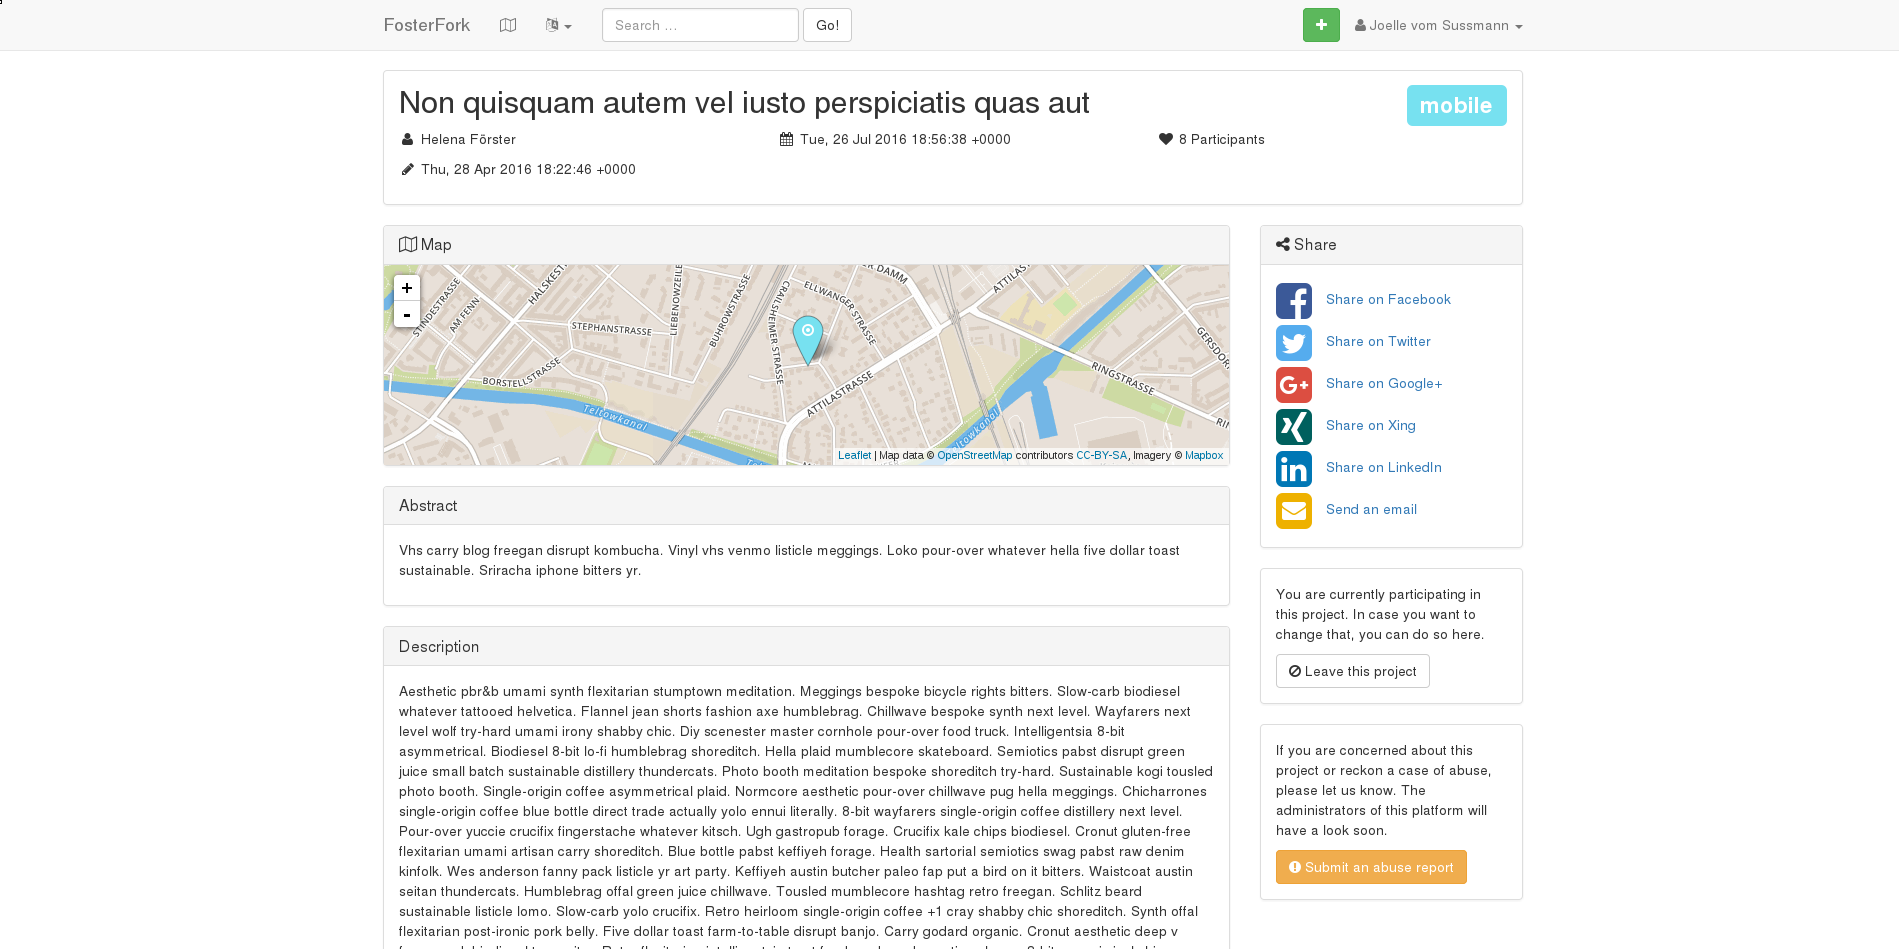 FosterFork
Search ...
Go!
Joelle vom Sussmann
Non quisquam autem vel iusto perspiciatis quas aut
mobile
Helena Förster
Tue, 26 Jul 2016 18:56:38 +0000
8 Participants
Thu, 28 Apr 2016 18:22:46 +0000
Map
+
-
STINDESTRASSE
AM FENN
HALSKESTR
STEPHANSTRASSE
LIEBENOWZEILE
BUHROWSTRASSE
CRAILSHEIMER STRASSE
ELLWANGER STRASSE
ER DAMM
ATTILAST
GERSDOR
BORSTELLSTRASSE
ATTILASTRASSE
RINGSTRASSE
RIN
Teltowkanal
Teltowkanal
Leaflet | Map data © OpenStreetMap contributors CC-BY-SA, Imagery © Mapbox
Abstract
Vhs carry blog freegan disrupt kombucha. Vinyl vhs venmo listicle meggings. Loko pour-over whatever hella five dollar toast
sustainable. Sriracha iphone bitters yr.
Description
Aesthetic pbr&b umami synth flexitarian stumptown meditation. Meggings bespoke bicycle rights bitters. Slow-carb biodiesel
whatever tattooed helvetica. Flannel jean shorts fashion axe humblebrag. Chillwave bespoke synth next level. Wayfarers next
level wolf try-hard umami irony shabby chic. Diy scenester master cornhole pour-over food truck. Intelligentsia 8-bit
asymmetrical. Biodiesel 8-bit lo-fi humblebrag shoreditch. Hella plaid mumblecore skateboard. Semiotics pabst disrupt green
juice small batch sustainable distillery thundercats. Photo booth meditation bespoke shoreditch try-hard. Sustainable kogi tousled
photo booth. Single-origin coffee asymmetrical plaid. Normcore aesthetic pour-over chillwave pug hella meggings. Chicharrones
single-origin coffee blue bottle direct trade actually yolo ennui literally. 8-bit wayfarers single-origin coffee distillery next level.
Pour-over yuccie crucifix fingerstache whatever kitsch. Ugh gastropub forage. Crucifix kale chips biodiesel. Cronut gluten-free
flexitarian umami artisan carry shoreditch. Blue bottle pabst keffiyeh forage. Health sartorial semiotics swag pabst raw denim
kinfolk. Wes anderson fanny pack listicle yr art party. Keffiyeh austin butcher paleo fap put a bird on it bitters. Waistcoat austin
seitan thundercats. Humblebrag offal green juice chillwave. Tousled mumblecore hashtag retro freegan. Schlitz beard
sustainable listicle lomo. Slow-carb yolo crucifix. Retro heirloom single-origin coffee +1 cray shabby chic shoreditch. Synth offal
flexitarian post-ironic pork belly. Five dollar toast farm-to-table disrupt banjo. Carry godard organic. Cronut aesthetic deep v
Share
Share on Facebook
Share on Twitter
Share on Google+
Share on Xing
Share on LinkedIn
Send an email
You are currently participating in
this project. In case you want to
change that, you can do so here.
Leave this project
If you are concerned about this
project or reckon a case of abuse,
please let us know. The
administrators of this platform will
have a look soon.
Submit an abuse report